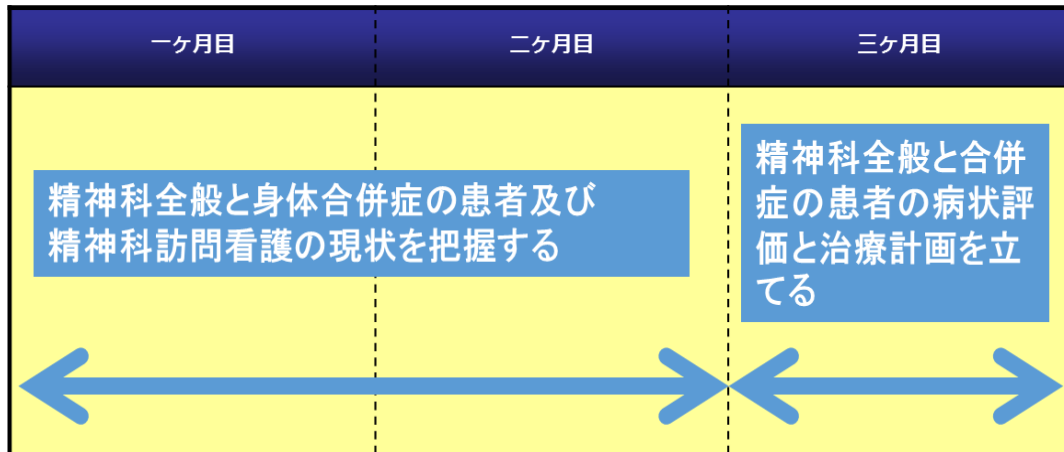 一ヶ月目
二ヶ月目
三ヶ月目
精神科全般と身体合併症の患者及び
精神科訪問看護の現状を把握する
精神科全般と合併
症の患者の病状評
価と治療計画を立
てる